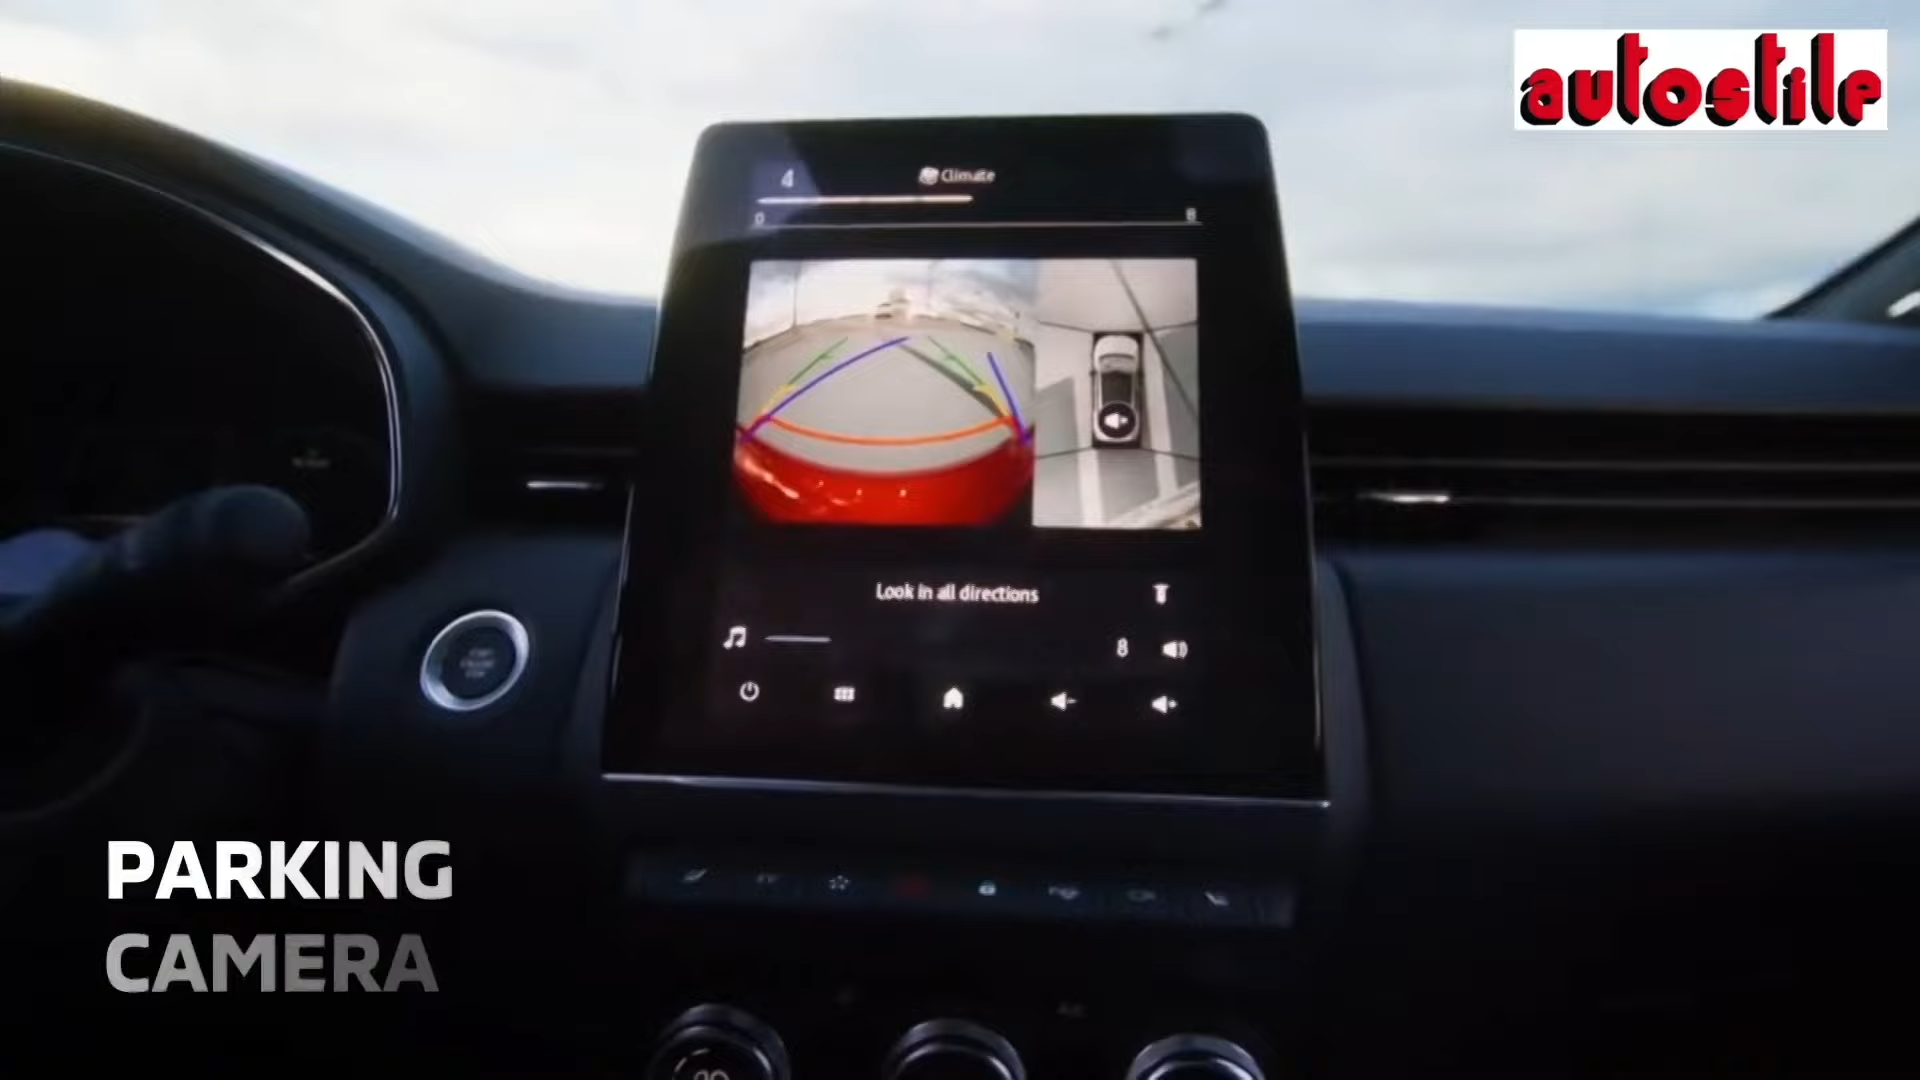 autostile
4
Climate
0 8
Look in all directions
8
PARKING
CAMERA